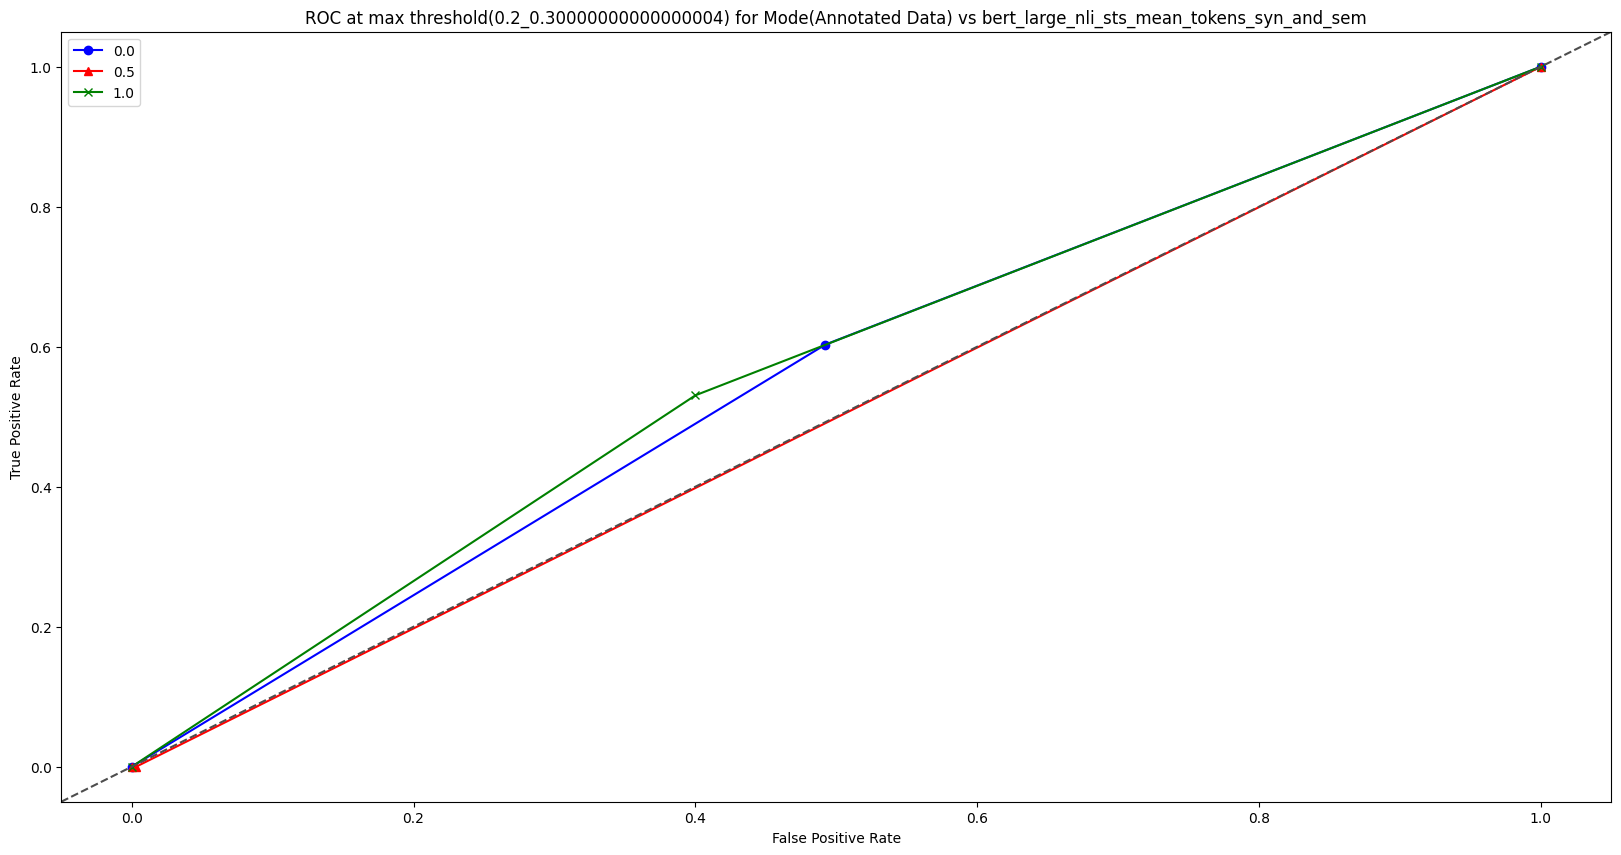 ROC at max threshold(0.2_0.30000000000000004) for Mode(Annotated Data) vs bert_large_nli_sts_mean_tokens_syn_and_sem
0.0
0.5
1.0
True Positive Rate
1.0
0.8
0.6
0.4
0.2
0.0
0.0 0.2 0.4 0.6 0.8 1.0
False Positive Rate